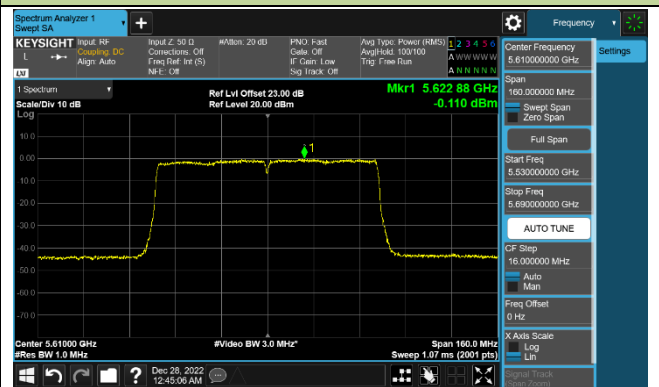 Spectrum Analyzer 1
Swept SA
Frequency
KEYSIGHT
L
LXI
Input: RF
Coupling: DC
Align: Auto
Input Z: 50 Ω
Corrections: Off
Freq Ref: Int (S)
NFE: Off
#Atten: 20 dB
PNO: Fast
Gate: Off
IF Gain: Low
Sig Track: Off
Avg Type: Power (RMS)
Avg|Hold: 100/100
Trig: Free Run
1 2 3 4 5 6
A W W W W W
A N N N N N
1 Spectrum
Scale/Div 10 dB
Log
Ref Lvl Offset 23.00 dB
Ref Level 20.00 dBm
Mkr1 5.622 88 GHz
-0.110 dBm
1
10.0
0.00
-10.0
-20.0
-30.0
-40.0
-50.0
-60.0
-70.0
Center 5.61000 GHz
#Res BW 1.0 MHz
#Video BW 3.0 MHz*
Span 160.0 MHz
Sweep 1.07 ms (2001 pts)
Dec 28, 2022
12:45:06 AM
?
Center Frequency
5.610000000 GHz
Span
160.000000 MHz
Swept Span
Zero Span
Full Span
Start Freq
5.530000000 GHz
Stop Freq
5.690000000 GHz
AUTO TUNE
CF Step
16.000000 MHz
Auto
Man
Freq Offset
0 Hz
X Axis Scale
Log
Lin
Signal Track
(Span Zoom)
Settings